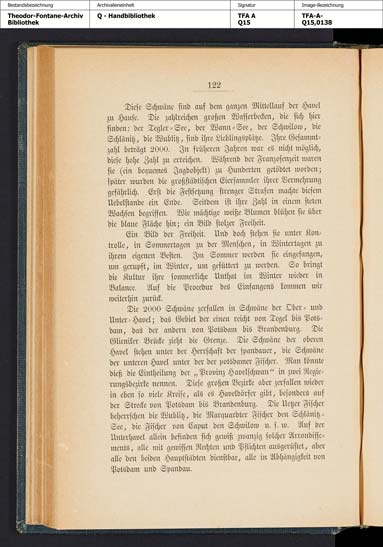 Bestandsbezeichnung
Archivalieneinheit
Signatur
Image-Bezeichnung
Theodor-Fontane-Archiv
Bibliothek
Q - Handbibliothek
TFA A
Q15
TFA-A-
Q15,0138
122
Diese Schwäne sind auf dem ganzen Mittellauf der Havel
zu Hause. Die zahlreichen großen Wasserbecken, die sich hier
finden: der Tegler-See, der Wann-See, der Schwilow, die
Schlänitz, die Wublitz, sind ihre Lieblingsplätze. Ihre Gesammt-
zahl beträgt 2000. In früheren Jahren war es nicht möglich,
diese hohe Zahl zu erreichen. Während der Franzosenzeit waren
sie (ein bequemes Jagdobjekt) zu Hunderten getödtet worden;
später wurden die großstädtischen Eiersammler ihrer Vermehrung
gefährlich. Erst die Festsetzung strenger Strafen machte diesem
Uebelstande ein Ende. Seitdem ist ihre Zahl in einem steten
Wachsen begriffen. Wie mächtige weiße Blumen blühen sie über
die blaue Fläche hin; ein Bild stolzer Freiheit.
Ein Bild der Freiheit. Und doch stehen sie unter Kon-
trolle, in Sommertagen zu der Menschen, in Wintertagen zu
ihrem eigenen Besten. Im Sommer werden sie eingefangen,
um gerupft, im Winter, um gefüttert zu werden. So bringt
die Kultur ihre sommerliche Unthat im Winter wieder in
Balance. Auf die Procedur des Einfangens kommen wir
weiterhin zurück.
Die 2000 Schwäne zerfallen in Schwäne der Ober- und
Unter-Havel; das Gebiet der einen reicht von Tegel bis Pots-
dam, das der andern von Potsdam bis Brandenburg. Die
Glieniker Brücke zieht die Grenze. Die Schwäne der oberen
Havel stehen unter der Herrschaft der spandauer, die Schwäne
der unteren Havel unter der der potsdamer Fischer. Man könnte
dieß die Eintheilung der „Provinz Havelschwan“ in zwei Regie-
rungsbezirke nennen. Diese großen Bezirke aber zerfallen wieder
in eben so viele Kreise, als es Haveldörfer gibt, besonders auf
der Strecke von Potsdam bis Brandenburg. Die Uetzer Fischer
beherrschen die Wublitz, die Marquardter Fischer den Schlänitz-
See, die Fischer von Caput den Schwilow u. s. w. Auf der
Unterhavel allein befinden sich gewiß zwanzig solcher Arrondisse-
ments, alle mit gewissen Rechten und Pflichten ausgerüstet, aber
alle den beiden Hauptstädten dienstbar, alle in Abhängigkeit von
Potsdam und Spandau.